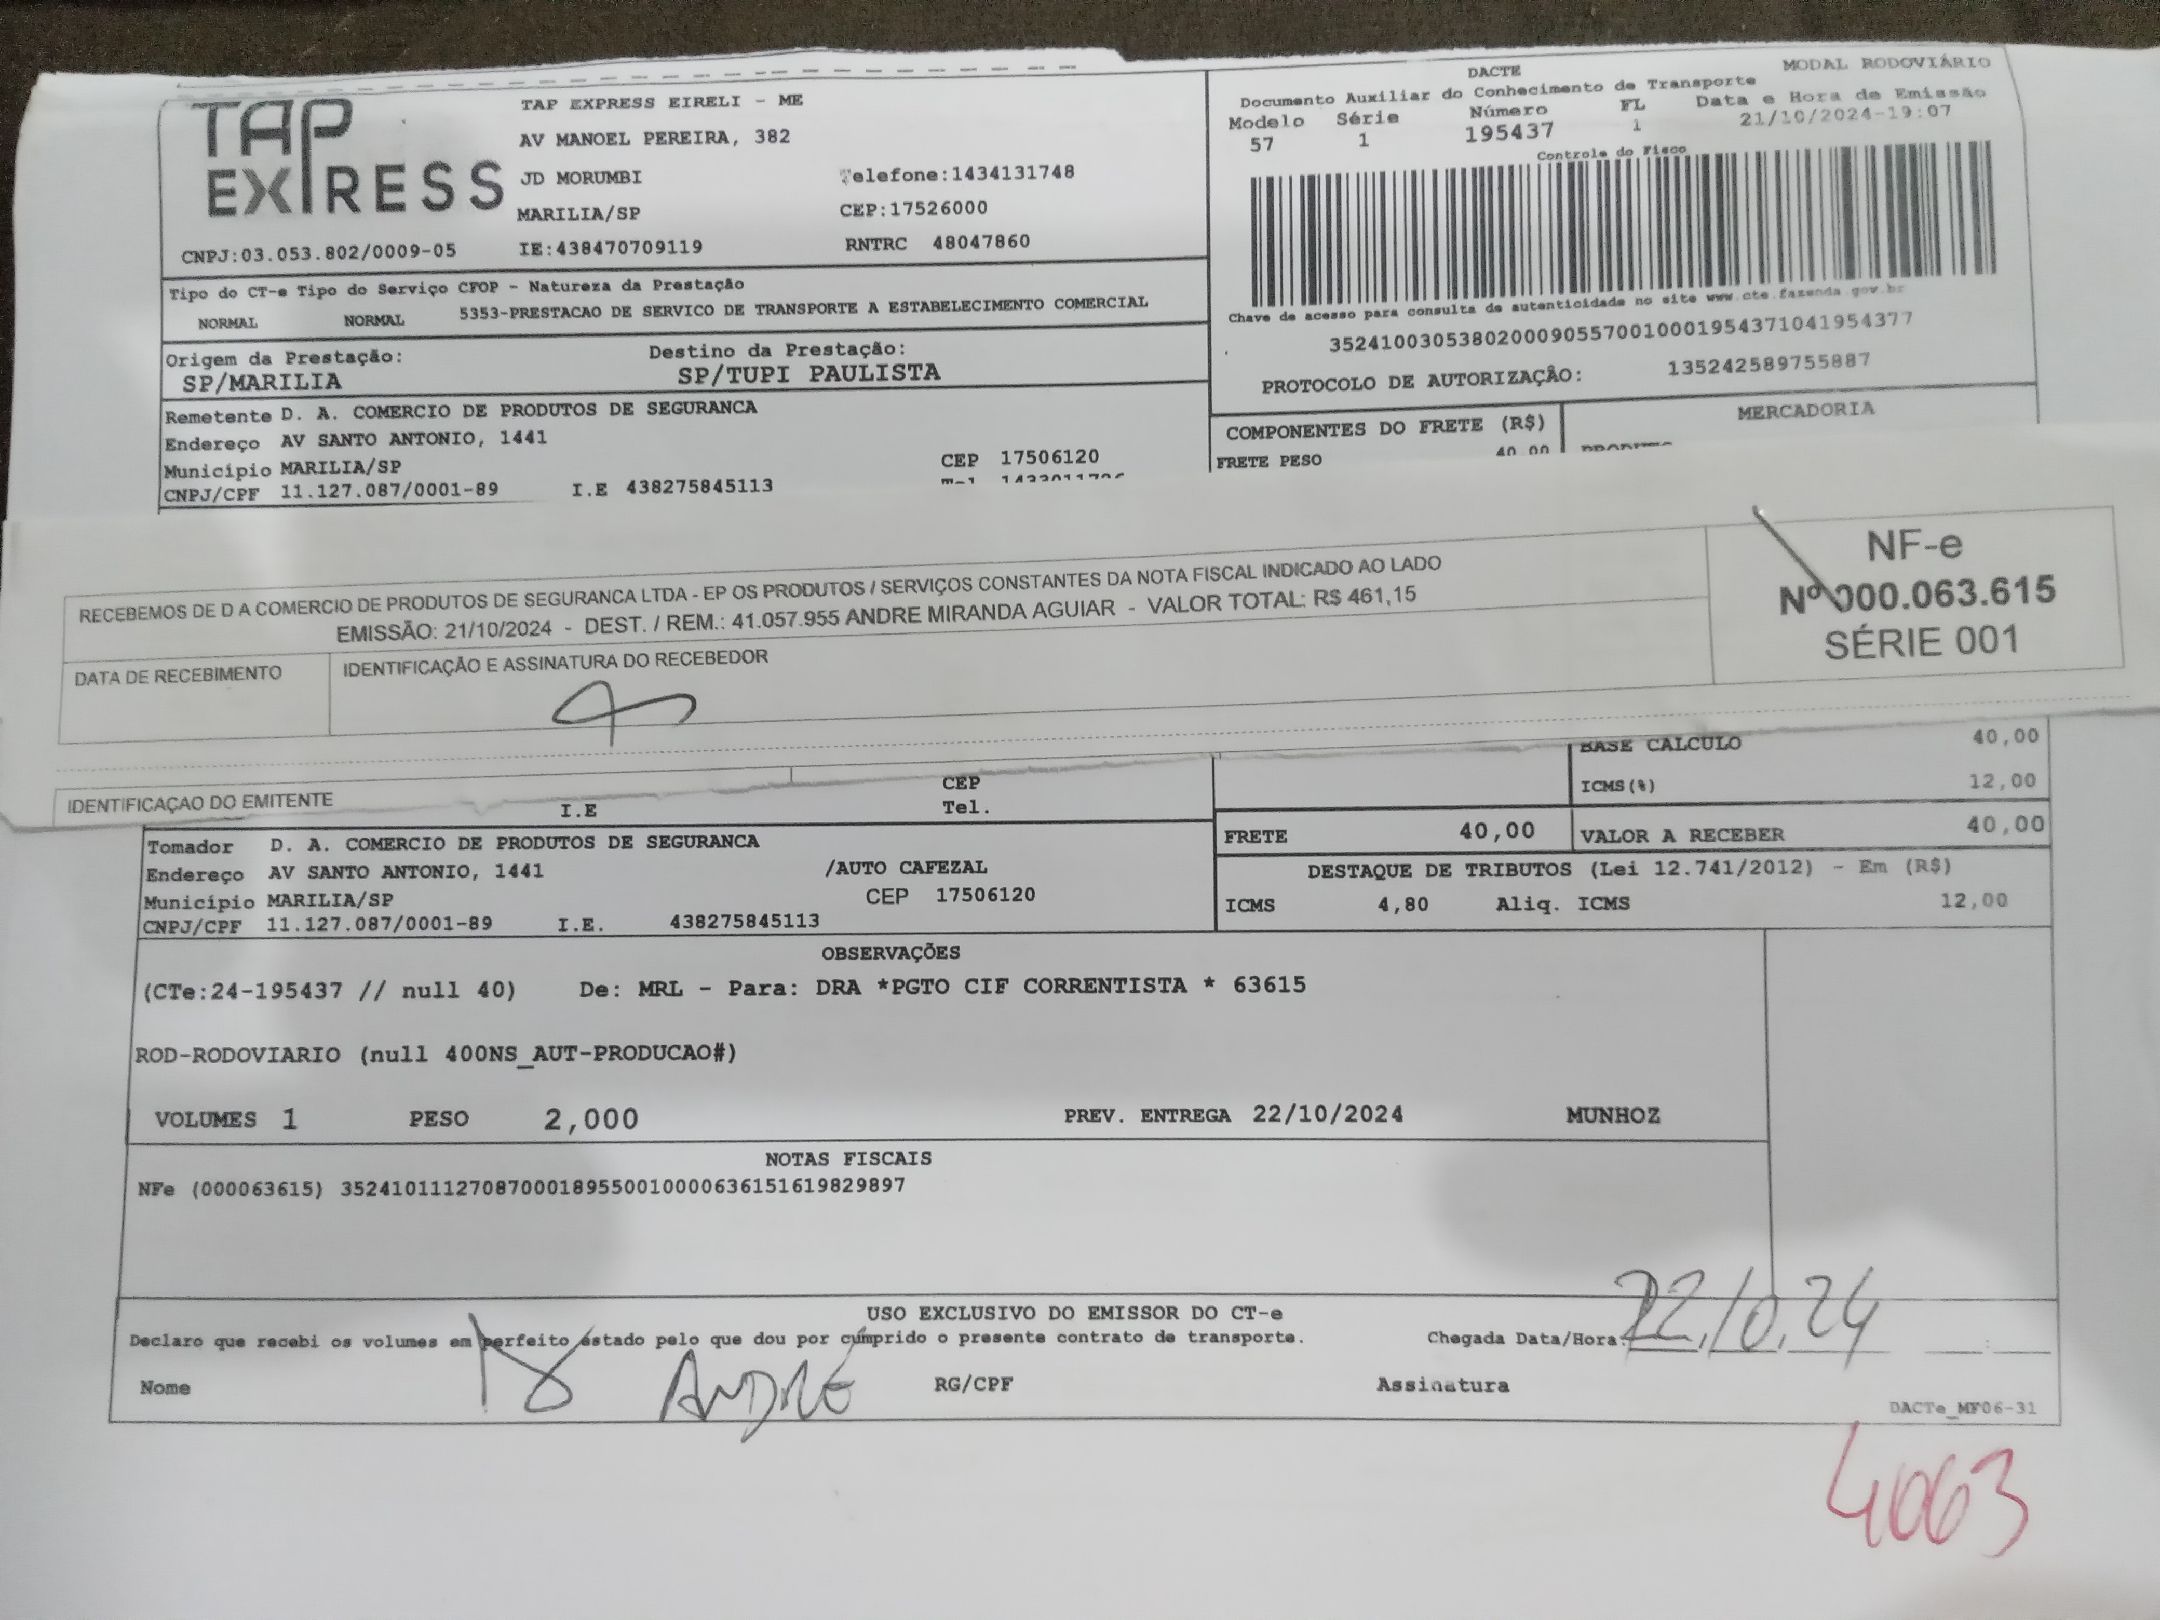 TAP EXPRESS
TAP EXPRESS EIRELI - ME
AV MANOEL PEREIRA, 382
JD MORUMBI Telefone:1434131748
MARILIA/SP CEP:17526000
CNPJ:03.053.802/0009-05 IE:438470709119 RNTRC 48047860
MODAL RODOVIÁRIO
DACTE
Documento Auxiliar do Conhecimento de Transporte
Modelo Série Número FL Data e Hora de Emissão
57 1 195437 1 21/10/2024-19:07
Controle do Fisco
Chave de acesso para consulta de autenticidade no site www.cte.fazenda.gov.br
35241003053802000905570010001954371041954377
PROTOCOLO DE AUTORIZAÇÃO: 135242589755887
Tipo do CT-e Tipo do Serviço CFOP - Natureza da Prestação
NORMAL NORMAL 5353-PRESTACAO DE SERVICO DE TRANSPORTE A ESTABELECIMENTO COMERCIAL
Origem da Prestação: Destino da Prestação:
SP/MARILIA SP/TUPI PAULISTA
Remetente D. A. COMERCIO DE PRODUTOS DE SEGURANCA
Endereço AV SANTO ANTONIO, 1441
Município MARILIA/SP CEP 17506120
CNPJ/CPF 11.127.087/0001-89 I.E 438275845113
COMPONENTES DO FRETE (R$) MERCADORIA
FRETE PESO 40,00
RECEBEMOS DE D A COMERCIO DE PRODUTOS DE SEGURANCA LTDA - EP OS PRODUTOS / SERVIÇOS CONSTANTES DA NOTA FISCAL INDICADO AO LADO
EMISSÃO: 21/10/2024 - DEST. / REM.: 41.057.955 ANDRE MIRANDA AGUIAR - VALOR TOTAL: R$ 461,15
DATA DE RECEBIMENTO IDENTIFICAÇÃO E ASSINATURA DO RECEBEDOR
NF-e
Nº 000.063.615
SÉRIE 001
IDENTIFICAÇÃO DO EMITENTE
CEP
I.E Tel.
BASE CALCULO 40,00
ICMS(%) 12,00
FRETE 40,00 VALOR A RECEBER 40,00
Tomador D. A. COMERCIO DE PRODUTOS DE SEGURANCA
Endereço AV SANTO ANTONIO, 1441 /AUTO CAFEZAL
Município MARILIA/SP CEP 17506120
CNPJ/CPF 11.127.087/0001-89 I.E. 438275845113
DESTAQUE DE TRIBUTOS (Lei 12.741/2012) - Em (R$)
ICMS 4,80 Aliq. ICMS 12,00
OBSERVAÇÕES
(CTe:24-195437 // null 40) De: MRL - Para: DRA *PGTO CIF CORRENTISTA * 63615
ROD-RODOVIARIO (null 400NS_AUT-PRODUCAO#)
VOLUMES 1 PESO 2,000 PREV. ENTREGA 22/10/2024 MUNHOZ
NOTAS FISCAIS
NFe (000063615) 35241011127087000189550010000636151619829897
USO EXCLUSIVO DO EMISSOR DO CT-e
Declaro que recebi os volumes em perfeito estado pelo que dou por cumprido o presente contrato de transporte. Chegada Data/Hora: 22/10/24
Nome ANDRÉ RG/CPF Assinatura
DACTe_MF06-31
4063